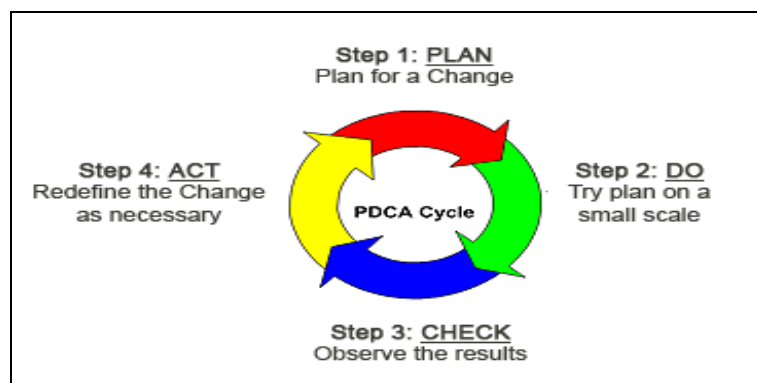 Step 1: PLAN
Plan for a Change
Step 2: DO
Try plan on a
small scale
Step 3: CHECK
Observe the results
Step 4: ACT
Redefine the Change
as necessary
PDCA Cycle